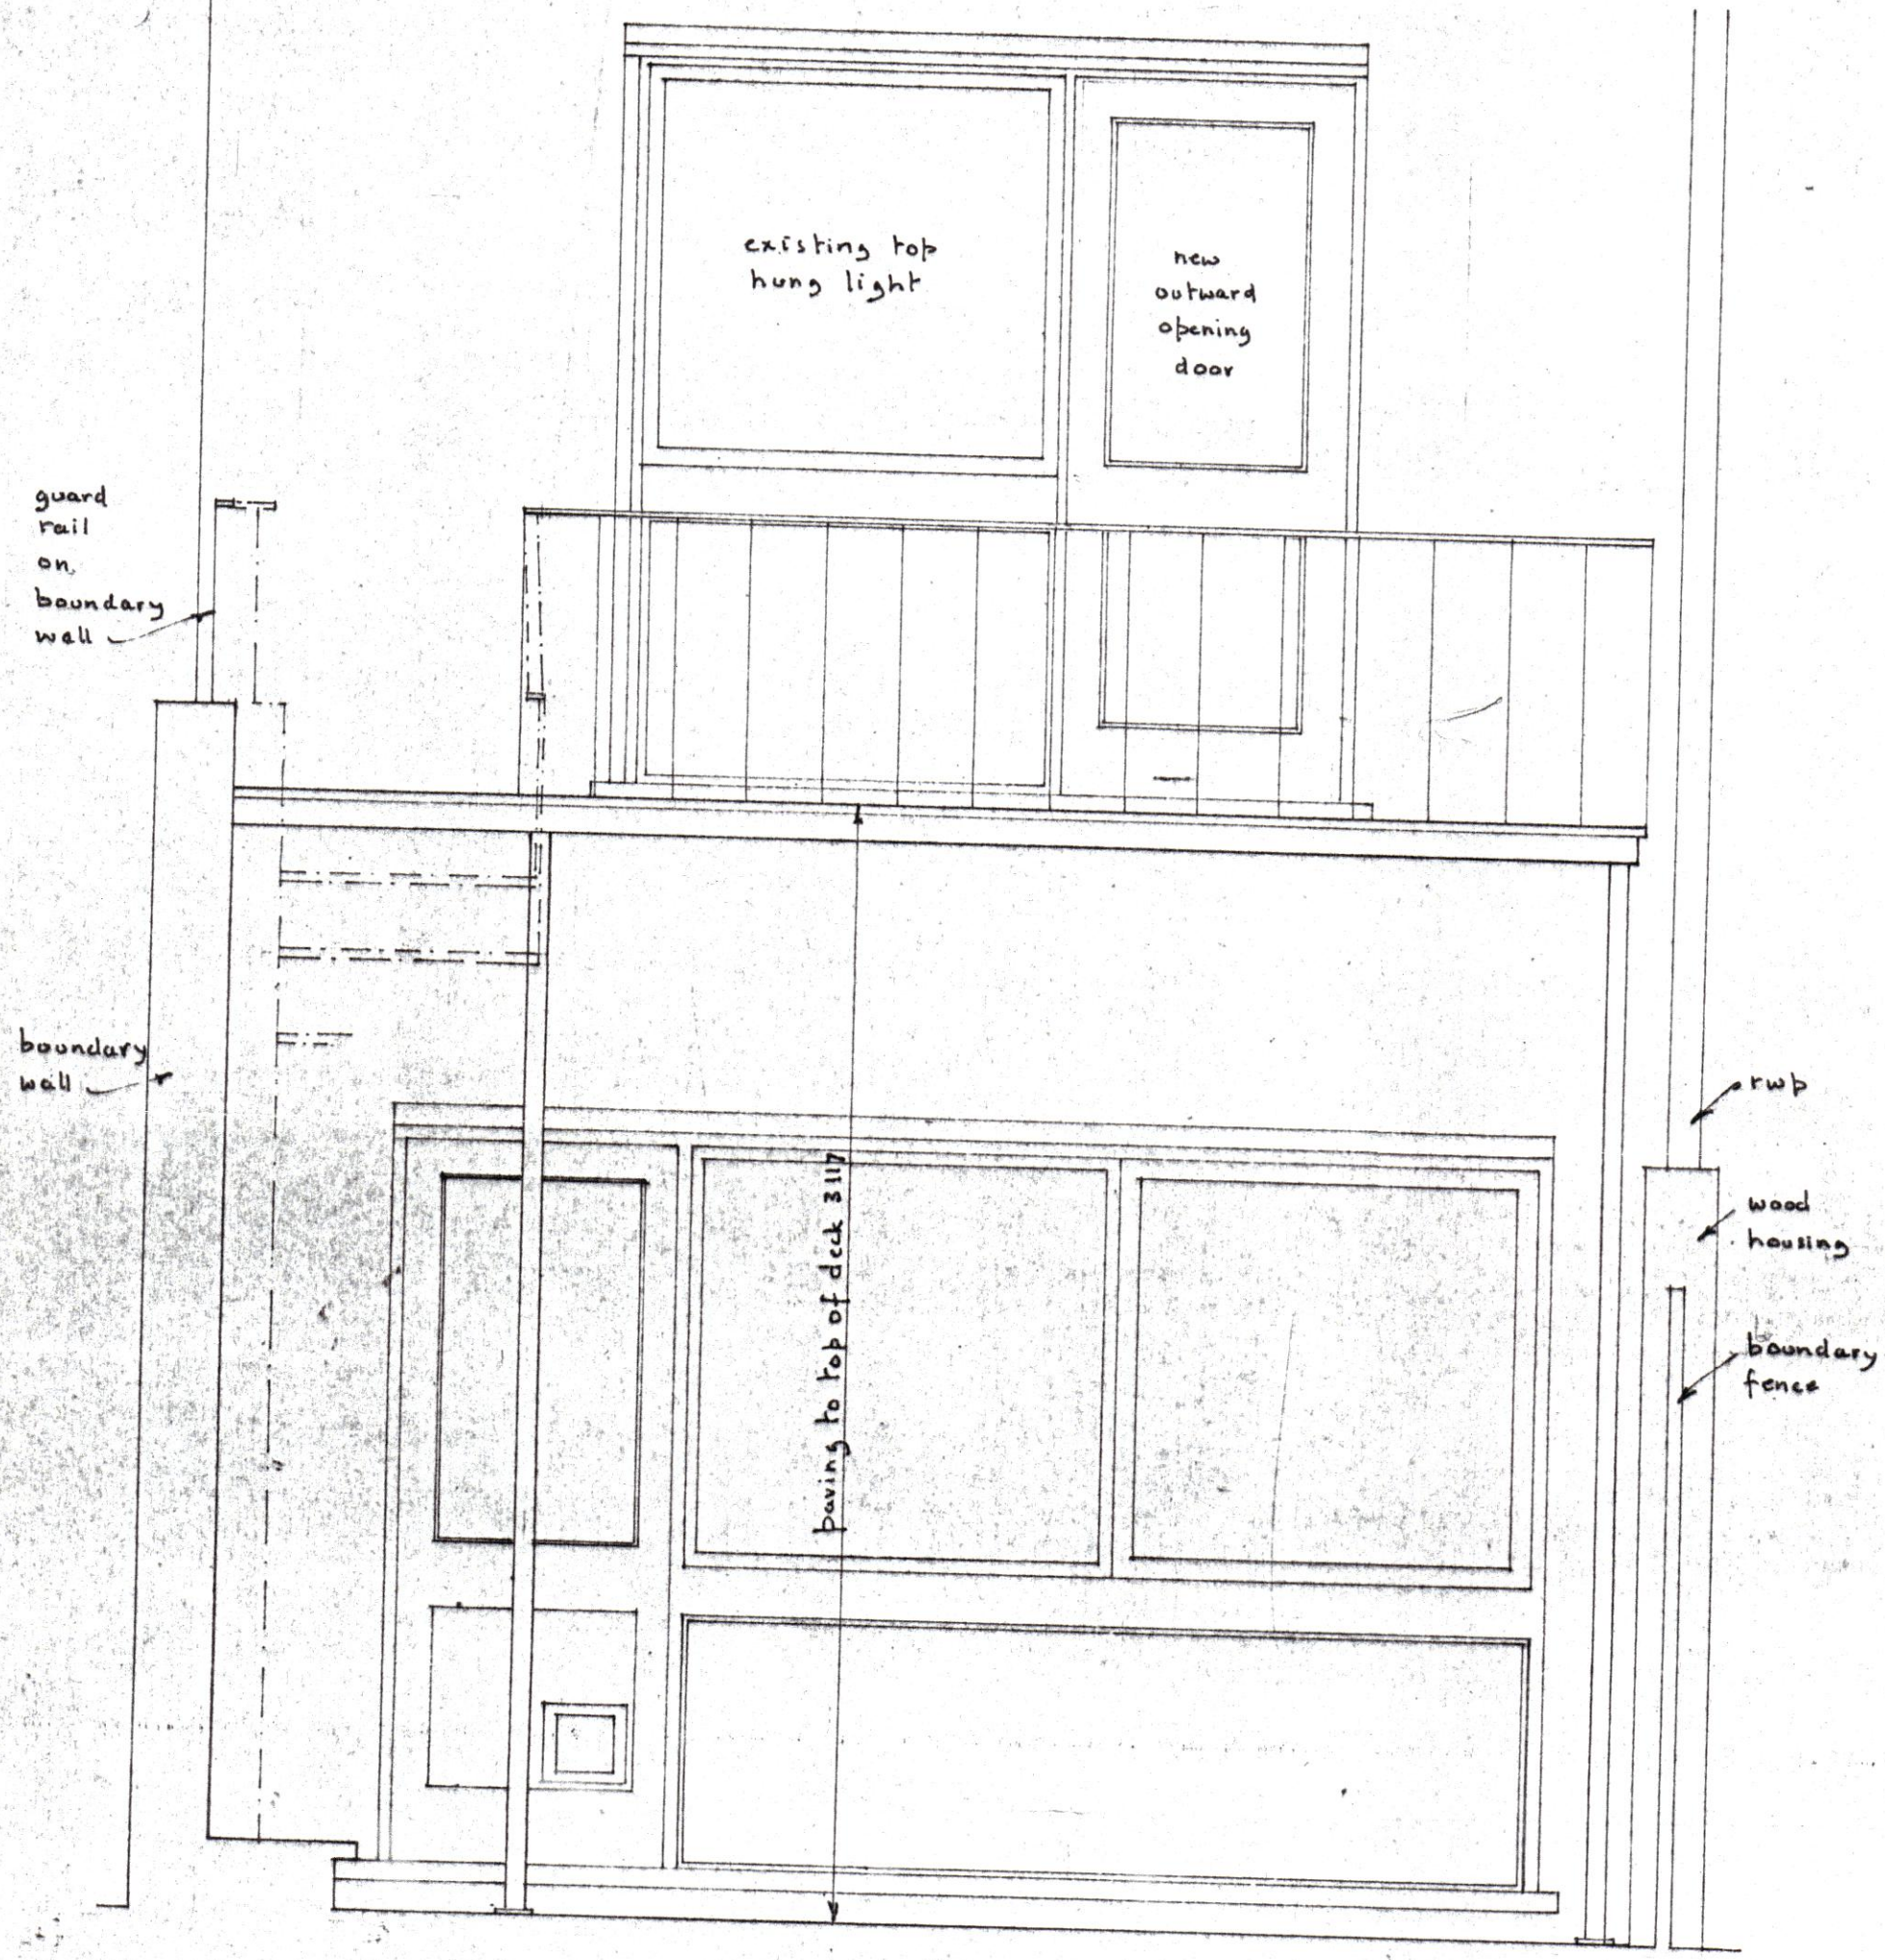 existing top
hung light
new
outward
opening
door
guard
rail
on
boundary
wall
boundary
wall
paving to top of deck 3117
rwp
wood
housing
boundary
fence